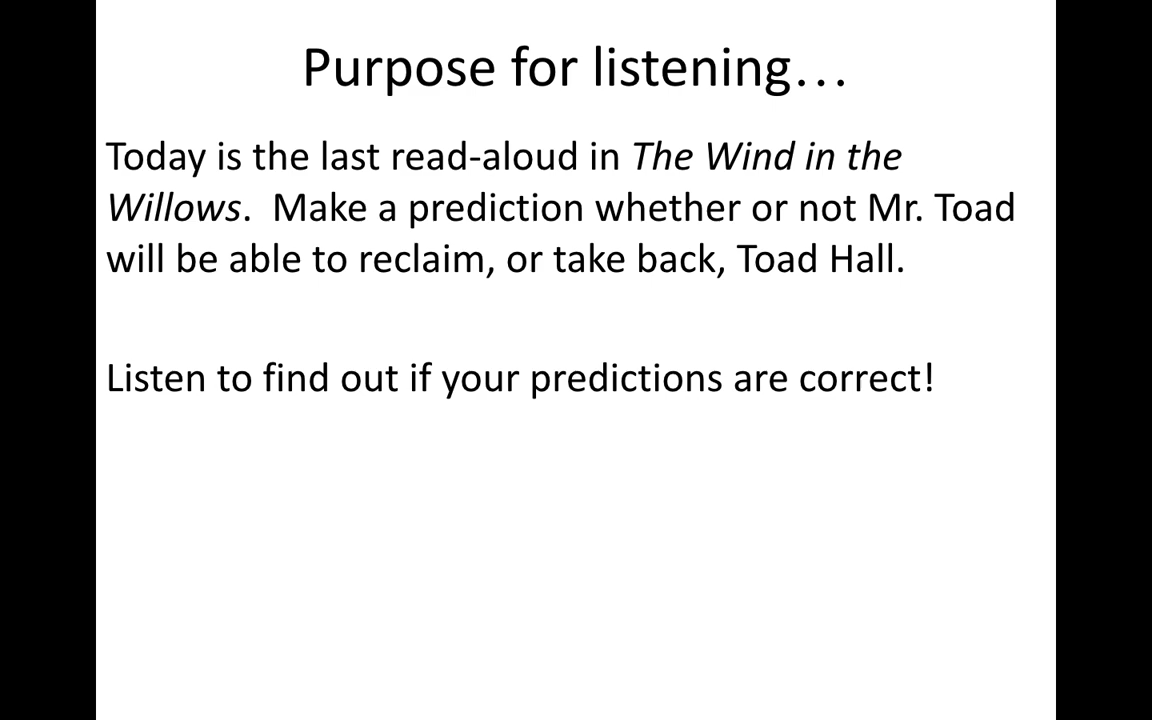 Purpose for listening…
Today is the last read-aloud in The Wind in the
Willows.  Make a prediction whether or not Mr. Toad
will be able to reclaim, or take back, Toad Hall.
Listen to find out if your predictions are correct!